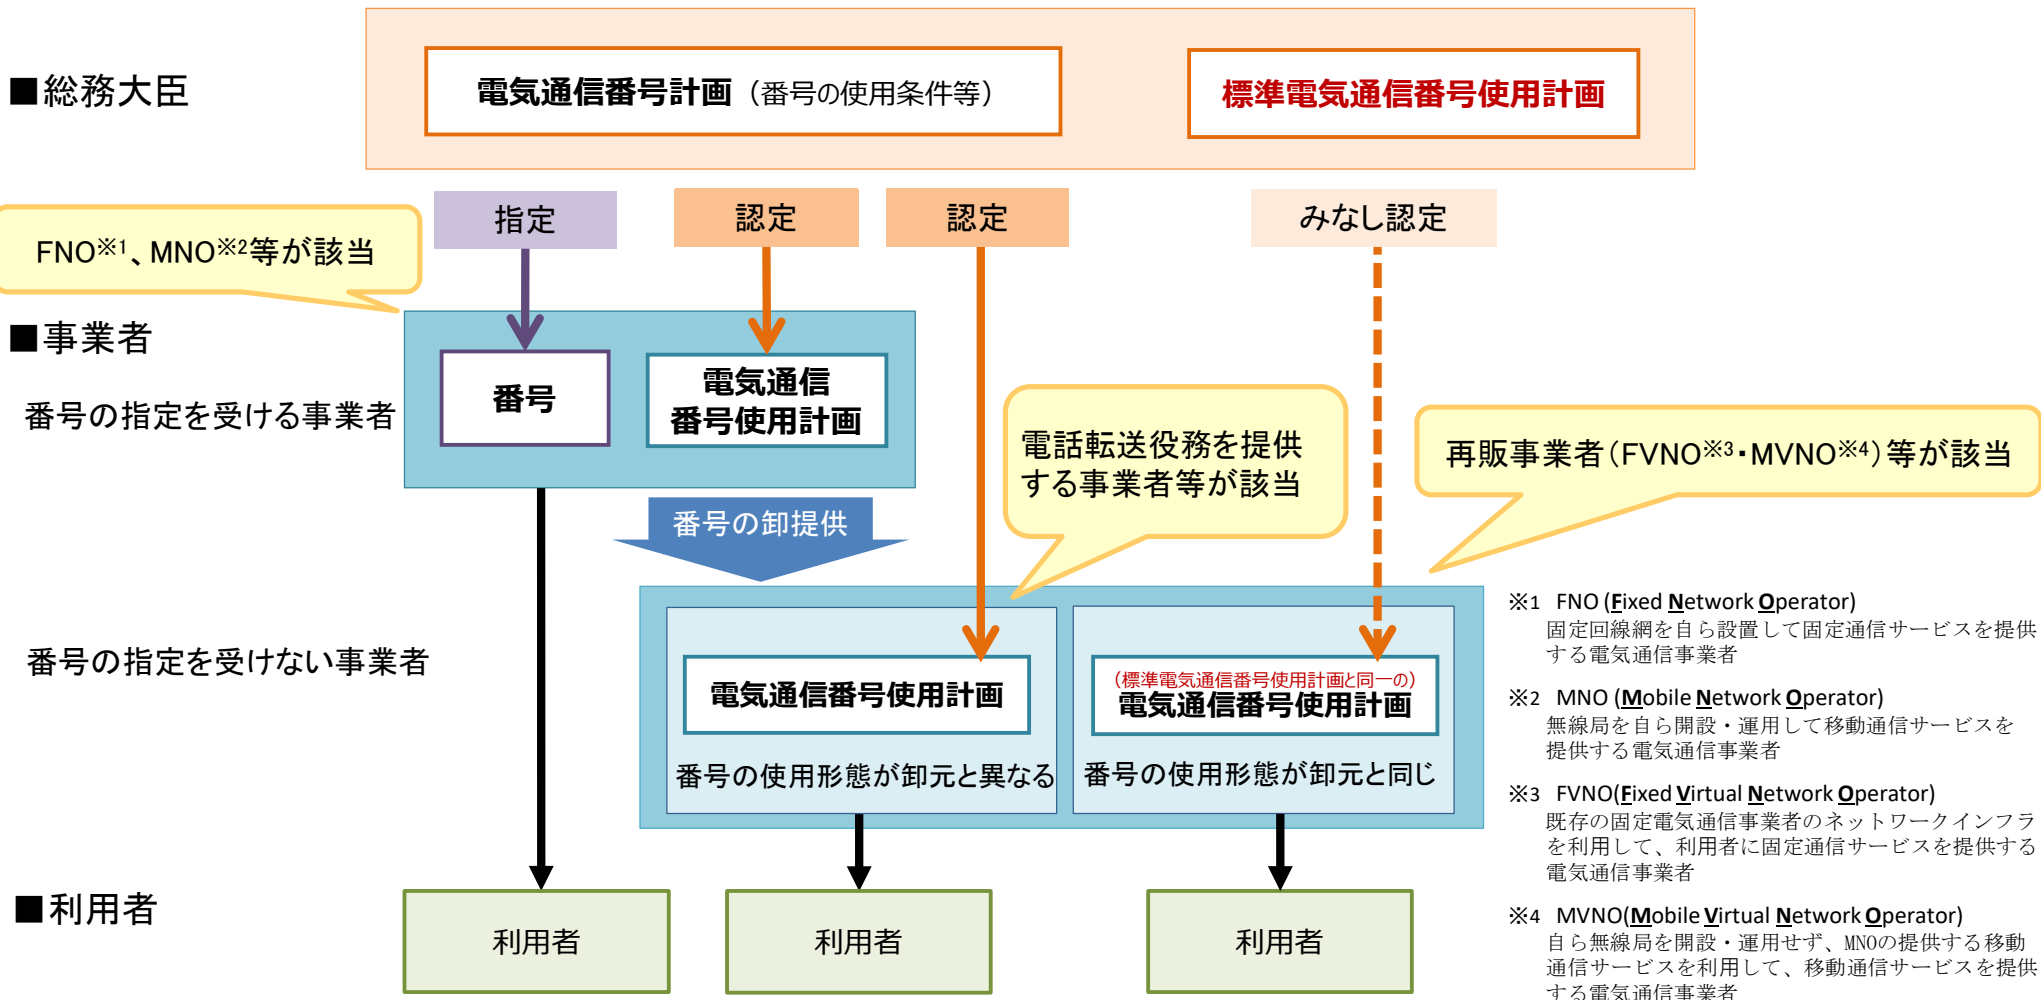 ■総務大臣
電気通信番号計画（番号の使用条件等）
標準電気通信番号使用計画
指定
認定
認定
みなし認定
FNO※1、MNO※2等が該当
■事業者
番号の指定を受ける事業者
番号
電気通信
番号使用計画
電話転送役務を提供
する事業者等が該当
再販事業者（FVNO※3・MVNO※4）等が該当
番号の卸提供
番号の指定を受けない事業者
電気通信番号使用計画
番号の使用形態が卸元と異なる
（標準電気通信番号使用計画と同一の）
電気通信番号使用計画
番号の使用形態が卸元と同じ
■利用者
利用者
利用者
利用者
※1 FNO (Fixed Network Operator)
固定回線網を自ら設置して固定通信サービスを提供
する電気通信事業者
※2 MNO (Mobile Network Operator)
無線局を自ら開設・運用して移動通信サービスを
提供する電気通信事業者
※3 FVNO(Fixed Virtual Network Operator)
既存の固定電気通信事業者のネットワークインフラ
を利用して、利用者に固定通信サービスを提供する
電気通信事業者
※4 MVNO(Mobile Virtual Network Operator)
自ら無線局を開設・運用せず、MNOの提供する移動
通信サービスを利用して、移動通信サービスを提供
する電気通信事業者